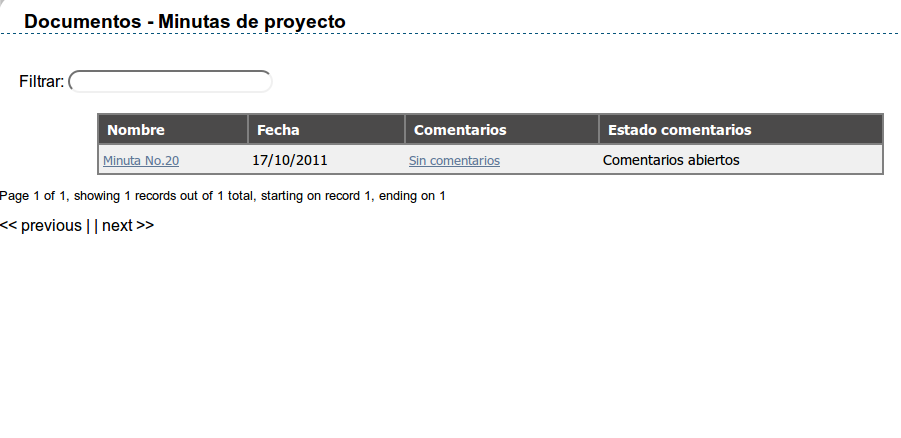 Documentos - Minutas de proyecto
Filtrar:
Nombre Fecha Comentarios Estado comentarios
Minuta No.20 17/10/2011 Sin comentarios Comentarios abiertos
Page 1 of 1, showing 1 records out of 1 total, starting on record 1, ending on 1
<< previous | | next >>